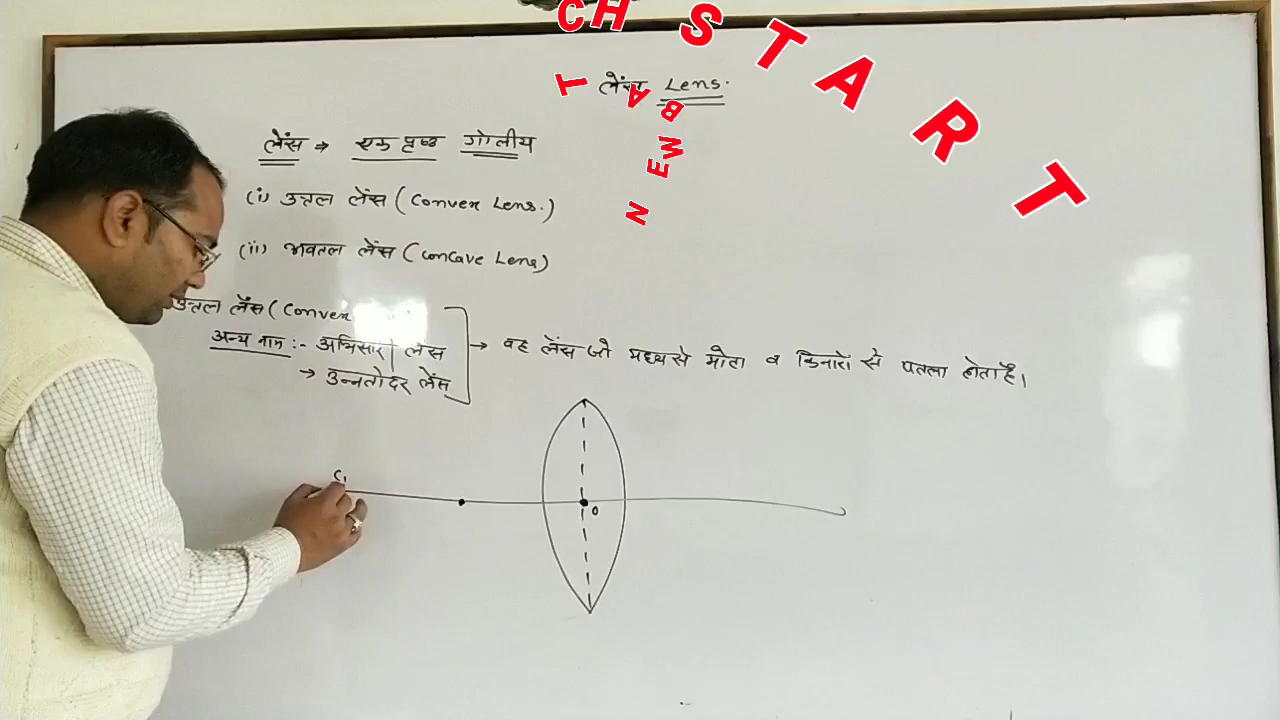 START
NEW BATCH
लेंस Lens.
लेंस → एक पृष्ठ गोलीय
(i) उत्तल लेंस (Convex Lens.)
(ii) अवतल लेंस (Concave Lens)
उत्तल लेंस (Convex
अन्य नाम :- अभिसारी लेंस
→ उन्नतोदर लेंस
→ वह लेंस जो मध्य से मोटा व किनारों से पतला होता है।
C₁
O